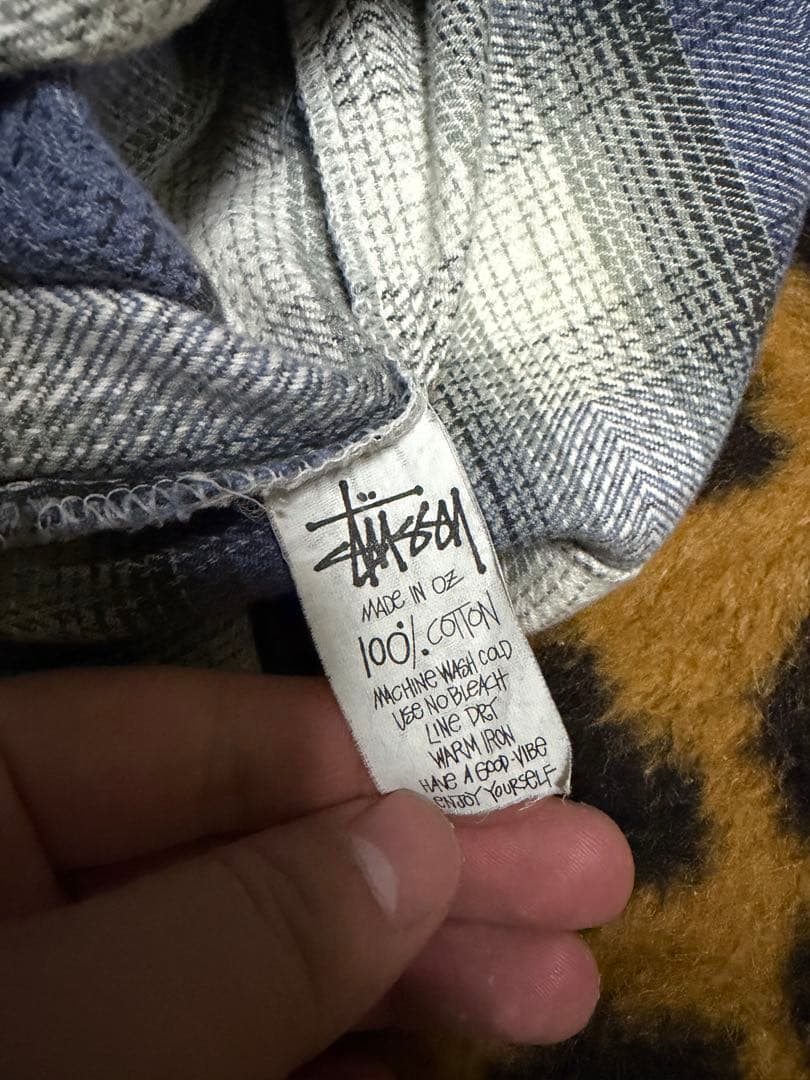 Stüssy
MADE IN OZ
100%. COTTON
MACHINE WASH COLD
USE NO BLEACH
LINE DRY
WARM IRON
HAVE A GOOD-VIBE
ENJOY YOURSELF